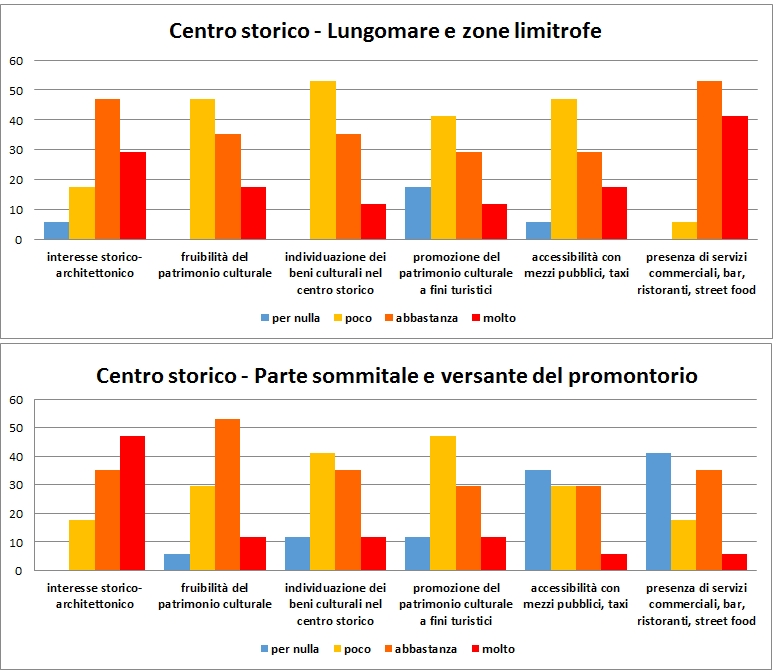 Centro storico - Lungomare e zone limitrofe
60
50
40
30
20
10
0
interesse storico-
architettonico
fruibilità del
patrimonio culturale
individuazione dei
beni culturali nel
centro storico
promozione del
patrimonio culturale
a fini turistici
accessibilità con
mezzi pubblici, taxi
presenza di servizi
commerciali, bar,
ristoranti, street food
per nulla poco abbastanza molto
Centro storico - Parte sommitale e versante del promontorio
60
50
40
30
20
10
0
interesse storico-
architettonico
fruibilità del
patrimonio culturale
individuazione dei
beni culturali nel
centro storico
promozione del
patrimonio culturale
a fini turistici
accessibilità con
mezzi pubblici, taxi
presenza di servizi
commerciali, bar,
ristoranti, street food
per nulla poco abbastanza molto